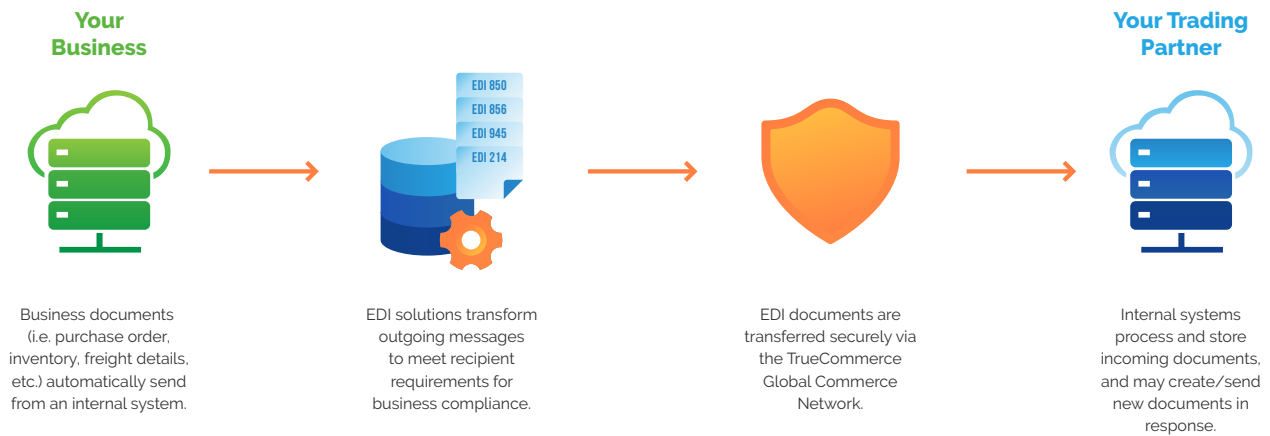 Your
Business
Your Trading
Partner
EDI 850
EDI 856
EDI 945
EDI 214
Business documents
(i.e. purchase order,
inventory, freight details,
etc.) automatically send
from an internal system.
EDI solutions transform
outgoing messages
to meet recipient
requirements for
business compliance.
EDI documents are
transferred securely via
the TrueCommerce
Global Commerce
Network.
Internal systems
process and store
incoming documents,
and may create/send
new documents in
response.